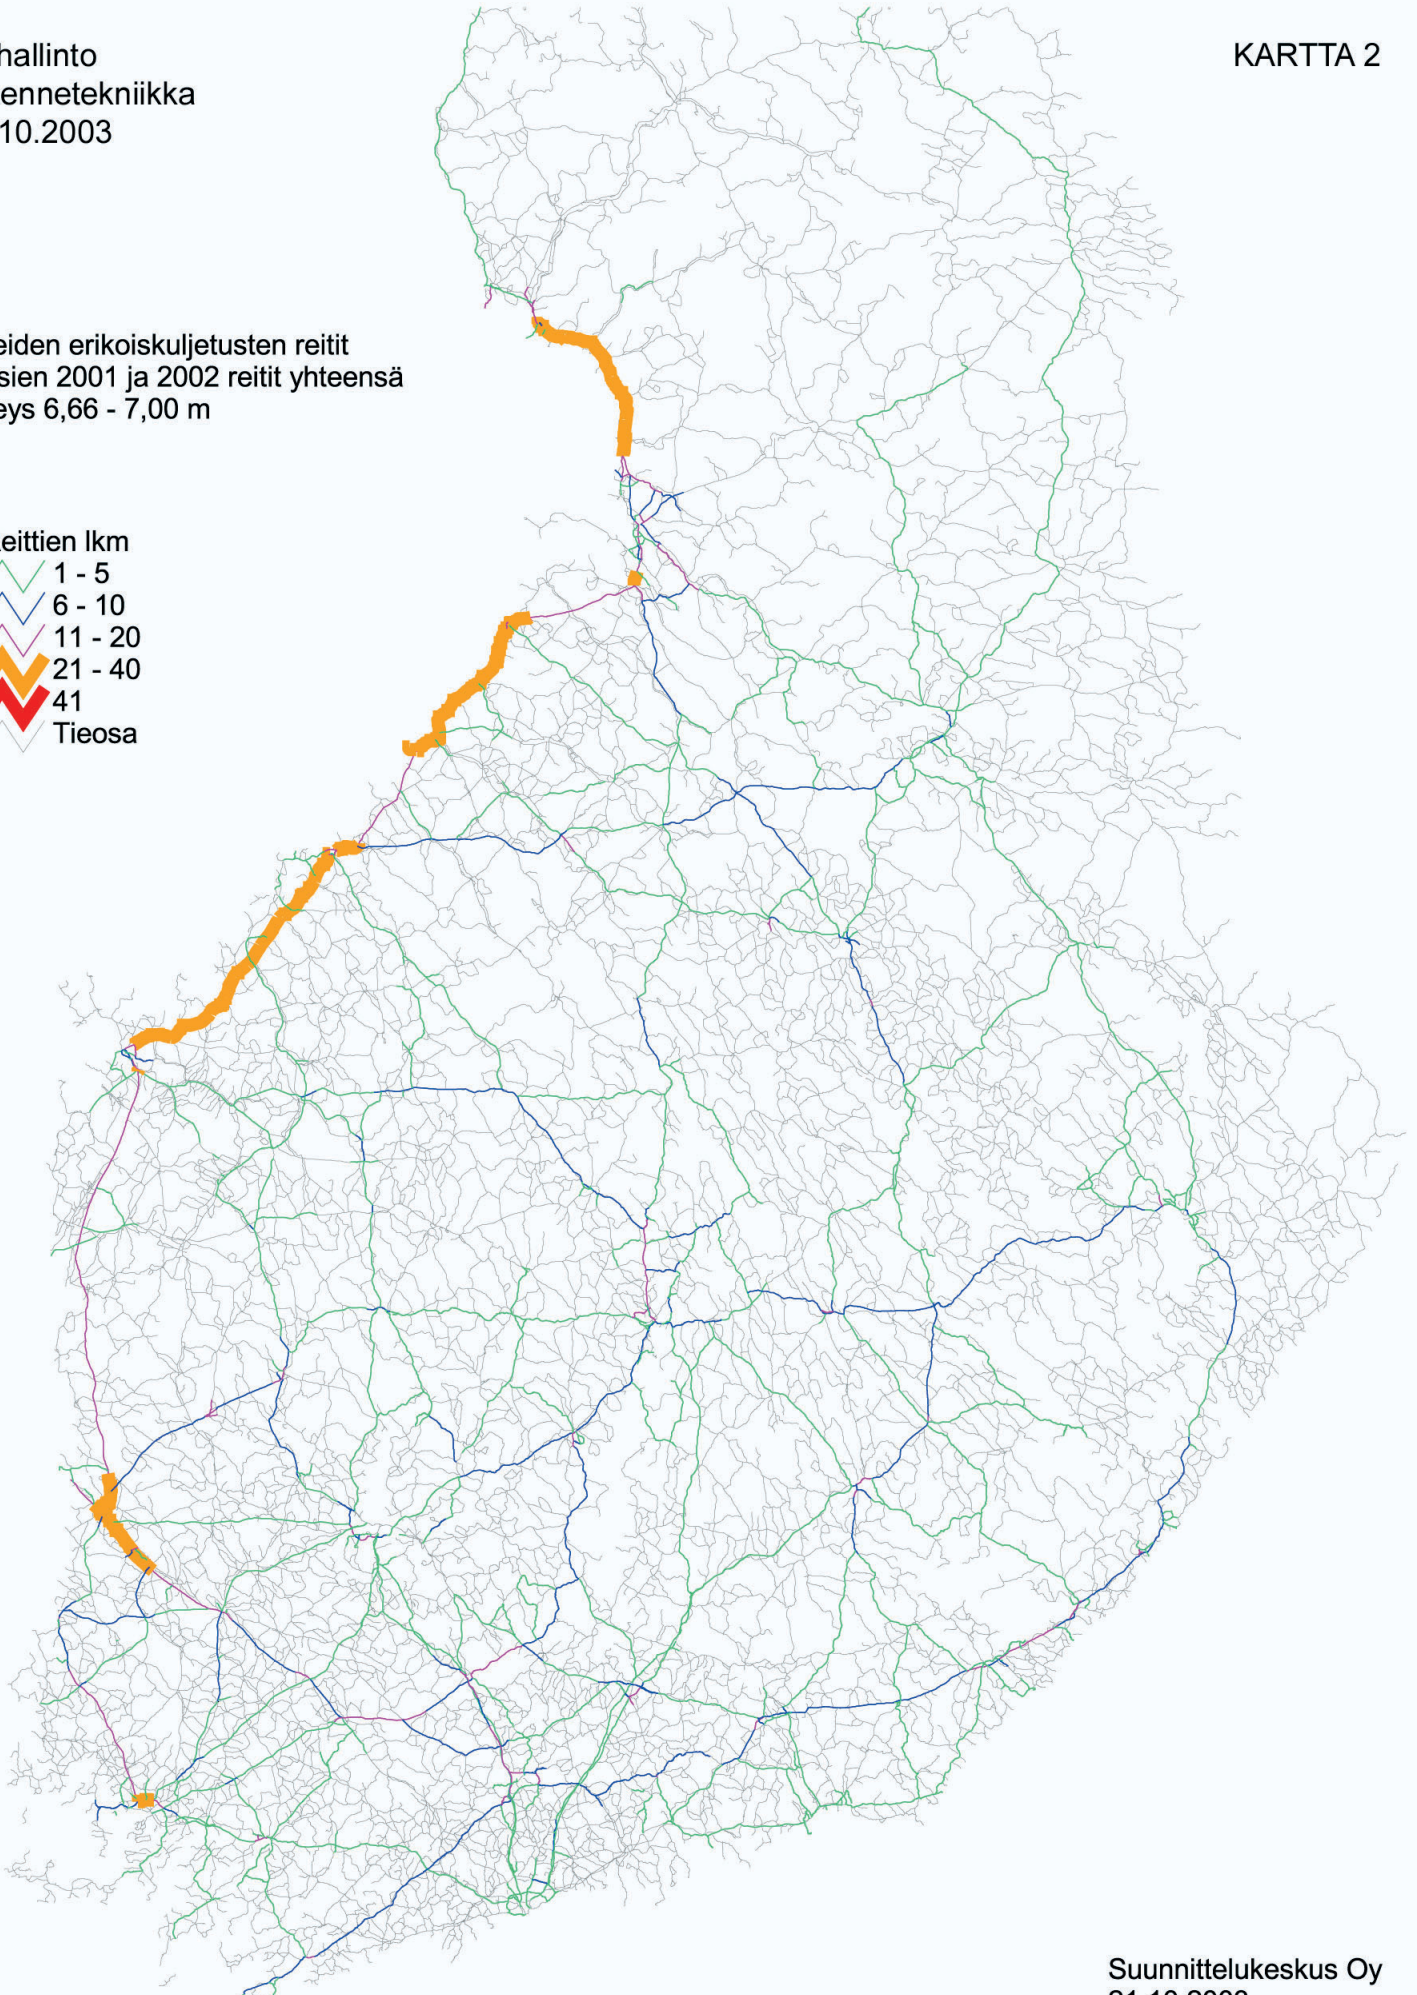 hallinto
ennetekniikka
10.2003
KARTTA 2
eiden erikoiskuljetusten reitit
sien 2001 ja 2002 reitit yhteensä
eys 6,66 - 7,00 m
eittien lkm
1 - 5
6 - 10
11 - 20
21 - 40
41
Tieosa
Suunnittelukeskus Oy